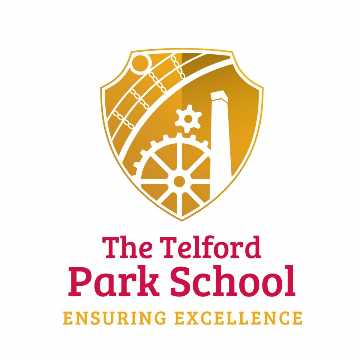 The Telford
Park School
ENSURING EXCELLENCE